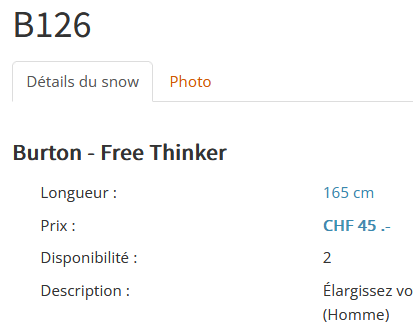 B126
Détails du snow Photo
Burton - Free Thinker
Longueur : 165 cm
Prix : CHF 45 .-
Disponibilité : 2
Description : Élargissez vo
(Homme)